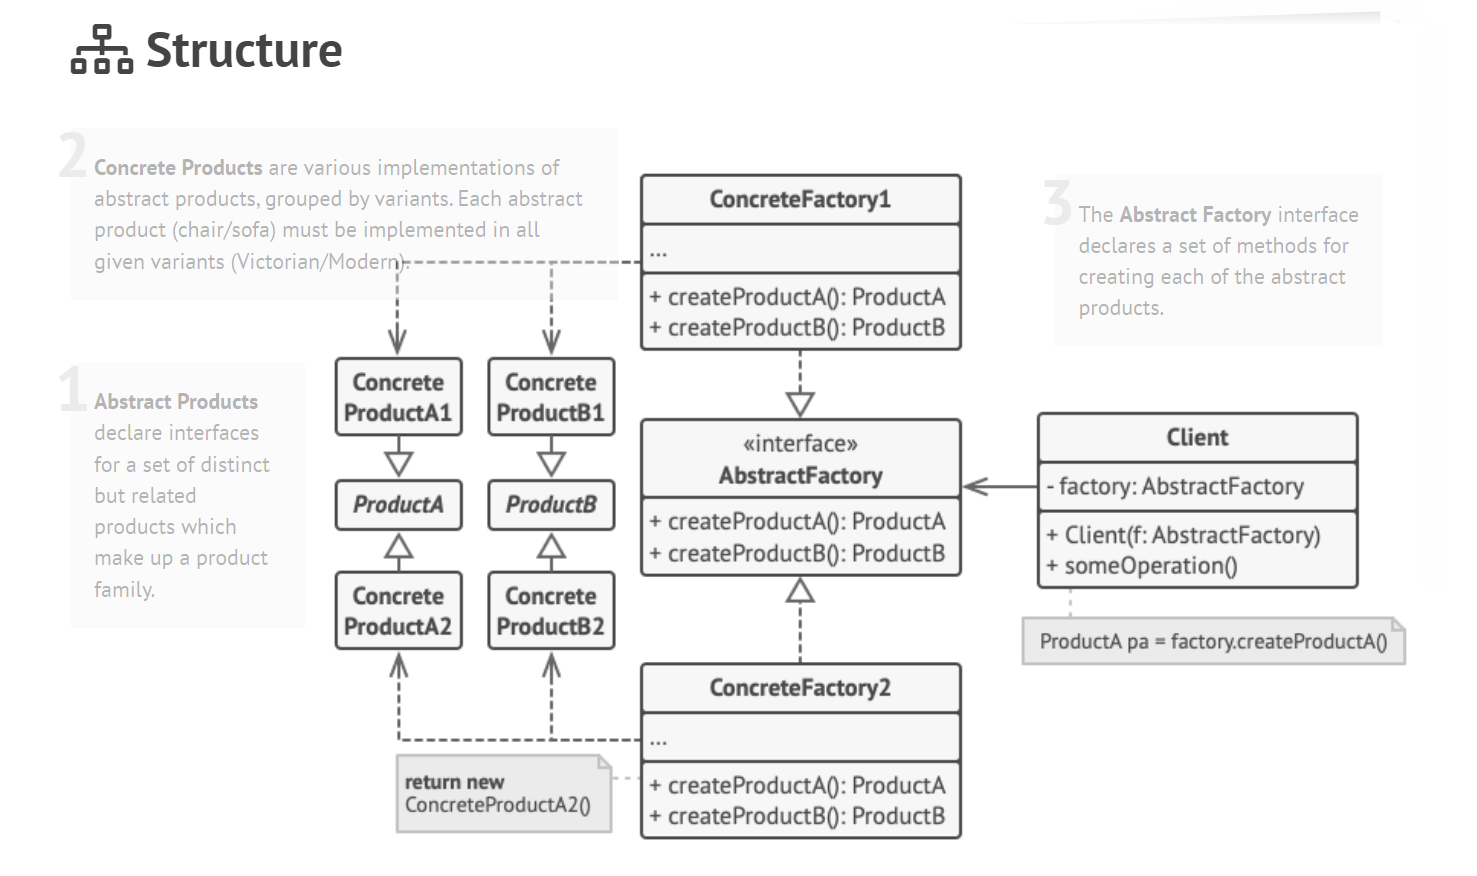 Structure
2
Concrete Products are various implementations of
abstract products, grouped by variants. Each abstract
product (chair/sofa) must be implemented in all
given variants (Victorian/Modern).
1
Abstract Products
declare interfaces
for a set of distinct
but related
products which
make up a product
family.
3
The Abstract Factory interface
declares a set of methods for
creating each of the abstract
products.
ConcreteFactory1
...
+ createProductA(): ProductA
+ createProductB(): ProductB
Concrete
ProductA1
Concrete
ProductB1
ProductA
ProductB
Concrete
ProductA2
Concrete
ProductB2
«interface»
AbstractFactory
+ createProductA(): ProductA
+ createProductB(): ProductB
Client
- factory: AbstractFactory
+ Client(f: AbstractFactory)
+ someOperation()
ProductA pa = factory.createProductA()
ConcreteFactory2
...
+ createProductA(): ProductA
+ createProductB(): ProductB
return new
ConcreteProductA2()